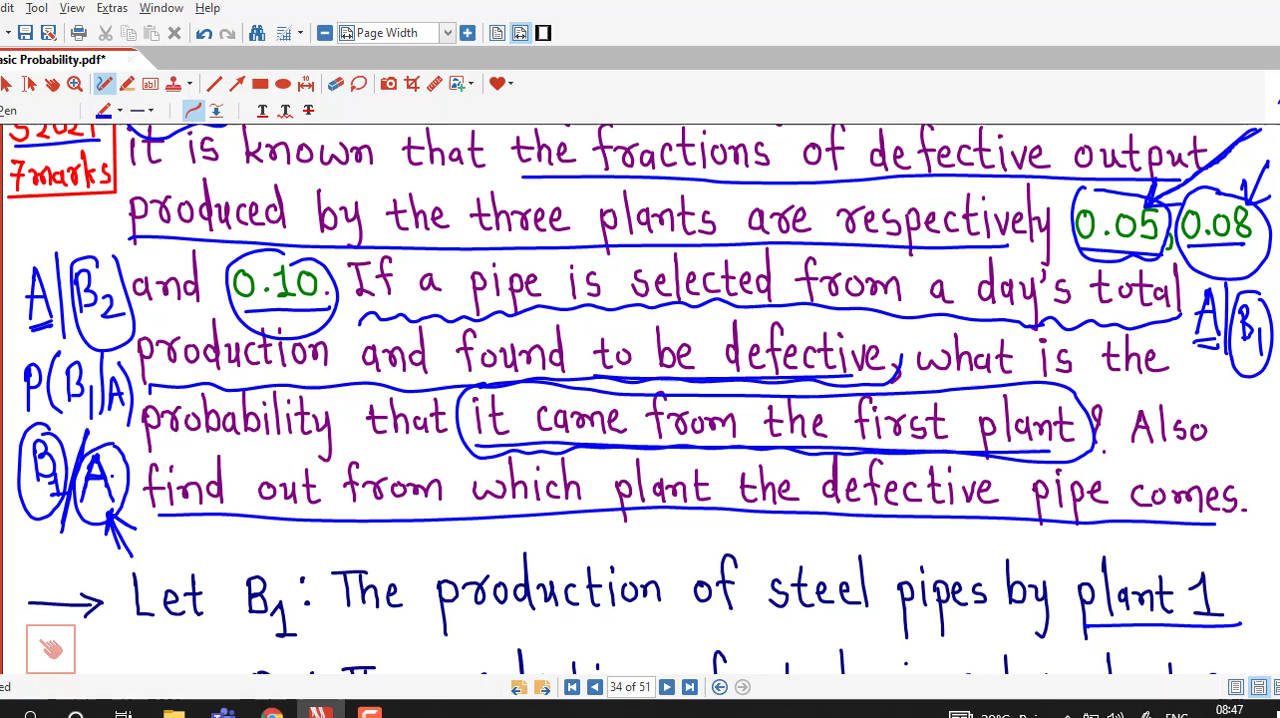 Tool View Extras Window Help
Page Width
asic Probability.pdf*
Pen
S2021
7marks
it is known that the fractions of defective output
produced by the three plants are respectively 0.05, 0.08
and 0.10. If a pipe is selected from a day's total
production and found to be defective, what is the
probability that it came from the first plant? Also
find out from which plant the defective pipe comes.
A|B2
P(B1|A)
B1/A
A|B1
→ Let B1: The production of steel pipes by plant 1
34 of 51
ENG
08:47